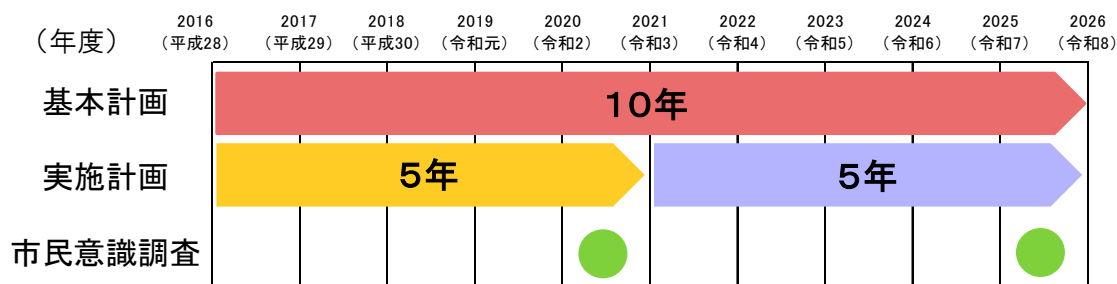 2016 2017 2018 2019 2020 2021 2022 2023 2024 2025 2026
（年度） （平成28） （平成29） （平成30） （令和元） （令和2） （令和3） （令和4） （令和5） （令和6） （令和7） （令和8）
基本計画 １０年
実施計画 ５年 ５年
市民意識調査